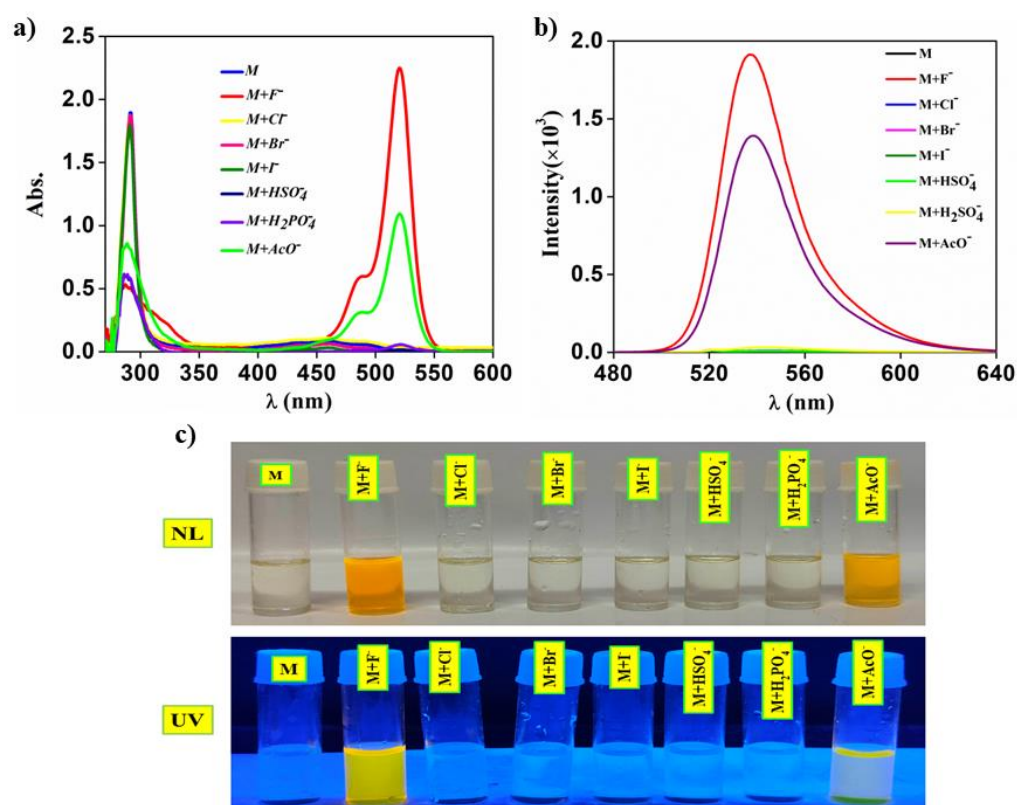 a)
2.5
2.0
1.5
1.0
0.5
0.0
Abs.
300
350
400
450
500
550
600
λ (nm)
M
M+F⁻
M+Cl⁻
M+Br⁻
M+I⁻
M+HSO₄⁻
M+H₂PO₄⁻
M+AcO⁻
b)
2.0
1.5
1.0
0.5
0.0
Intensity(×10³)
480
520
560
600
640
λ (nm)
M
M+F⁻
M+Cl⁻
M+Br⁻
M+I⁻
M+HSO₄⁻
M+H₂SO₄⁻
M+AcO⁻
c)
NL
M
M+F⁻
M+Cl⁻
M+Br⁻
M+I⁻
M+HSO₄⁻
M+H₂PO₄⁻
M+AcO⁻
UV
M
M+F⁻
M+Cl⁻
M+Br⁻
M+I⁻
M+HSO₄⁻
M+H₂PO₄⁻
M+AcO⁻